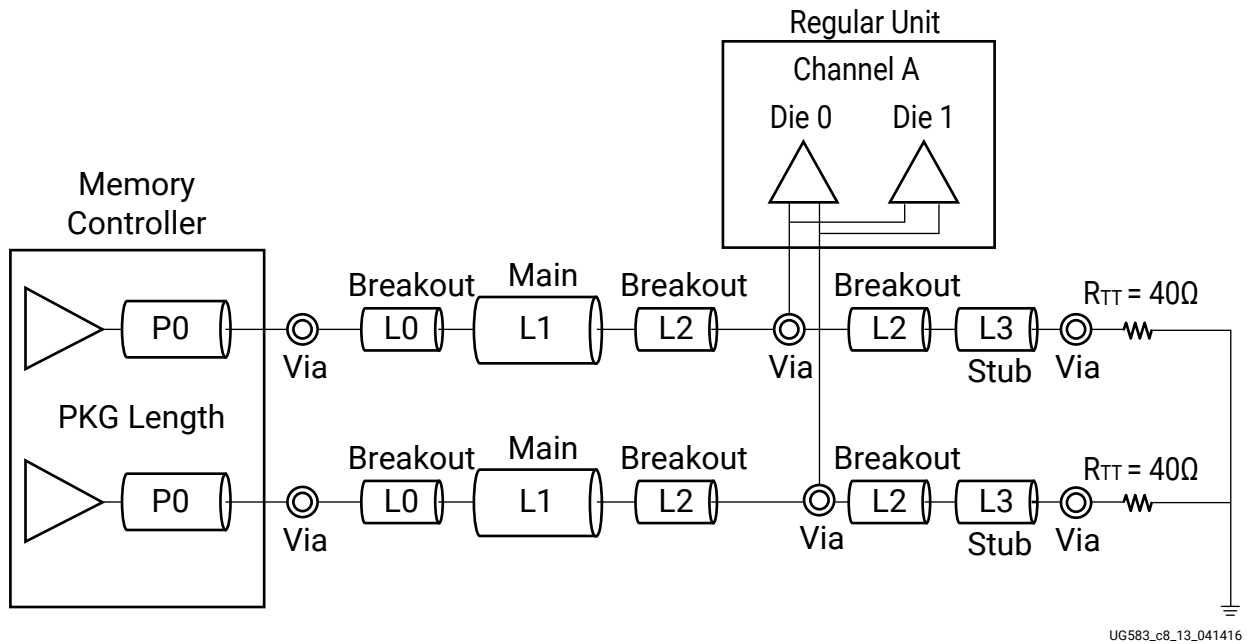 Regular Unit
Channel A
Die 0 Die 1
Memory
Controller
Breakout Main Breakout Breakout RTT = 40Ω
P0 L0 L1 L2 L2 L3
Via Via Stub Via
PKG Length
Breakout Main Breakout Breakout RTT = 40Ω
P0 L0 L1 L2 L2 L3
Via Via Stub Via
UG583_c8_13_041416